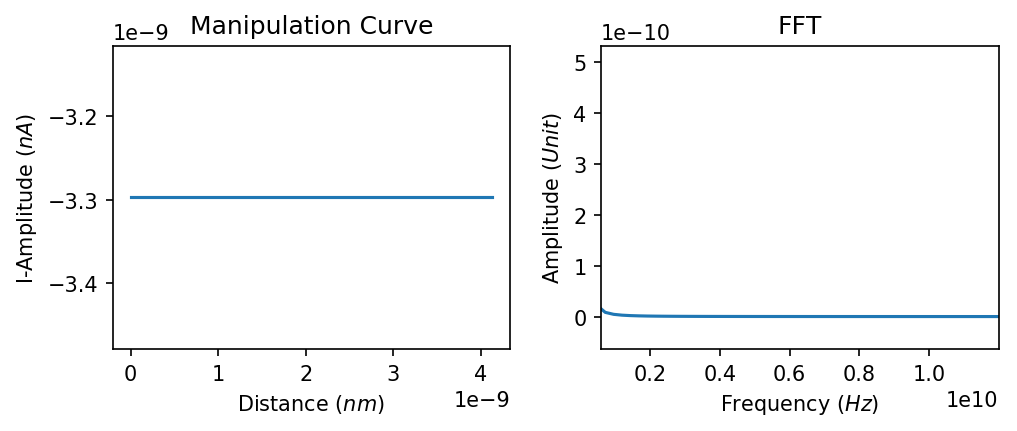 Manipulation Curve
1e−9
−3.2
−3.3
−3.4
I-Amplitude (nA)
0 1 2 3 4
1e−9
Distance (nm)
FFT
1e−10
5
4
3
2
1
0
Amplitude (Unit)
0.2 0.4 0.6 0.8 1.0
1e10
Frequency (Hz)